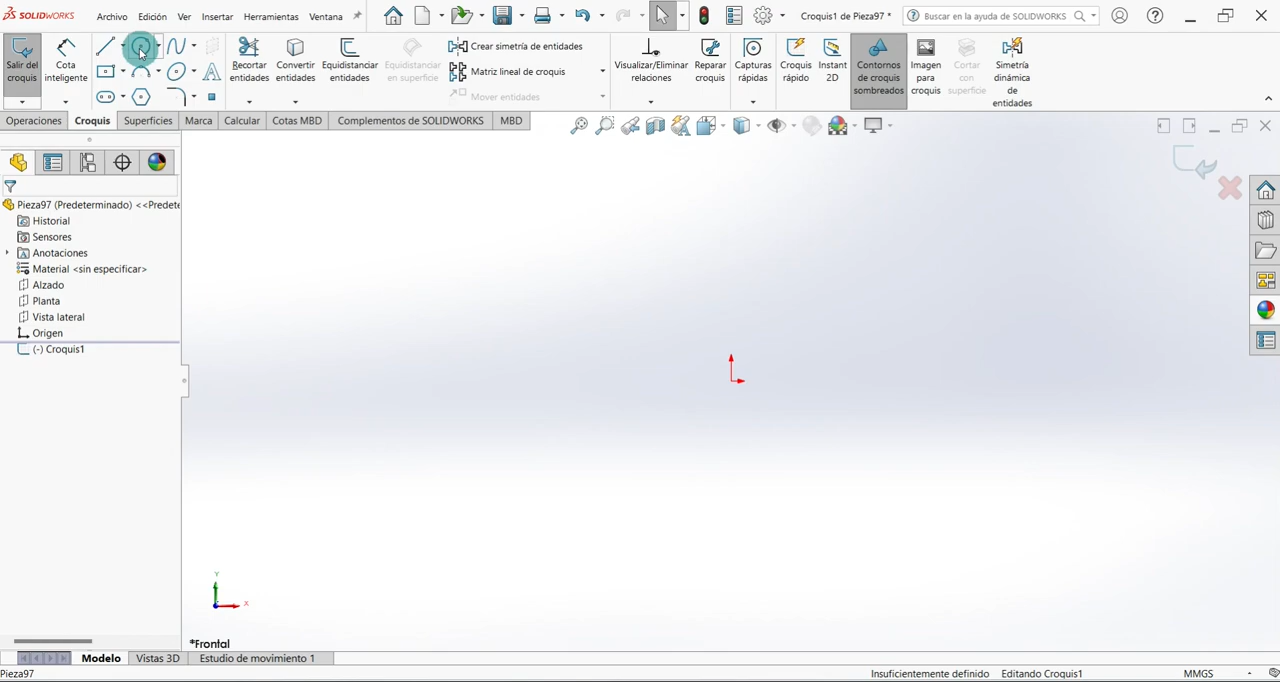 SOLIDWORKS
Archivo Edición Ver Insertar Herramientas Ventana
Croquis1 de Pieza97 *
Buscar en la ayuda de SOLIDWORKS
Salir del croquis
Cota inteligente
Recortar entidades
Convertir entidades
Equidistanciar entidades
Equidistanciar en superficie
Crear simetría de entidades
Matriz lineal de croquis
Mover entidades
Visualizar/Eliminar relaciones
Reparar croquis
Capturas rápidas
Croquis rápido
Instant 2D
Contornos de croquis sombreados
Imagen para croquis
Cortar con superficie
Simetría dinámica de entidades
Operaciones Croquis Superficies Marca Calcular Cotas MBD Complementos de SOLIDWORKS MBD
Pieza97 (Predeterminado) <<Predete
Historial
Sensores
Anotaciones
Material <sin especificar>
Alzado
Planta
Vista lateral
Origen
(-) Croquis1
Y
X
*Frontal
Modelo Vistas 3D Estudio de movimiento 1
Pieza97 Insuficientemente definido Editando Croquis1 MMGS